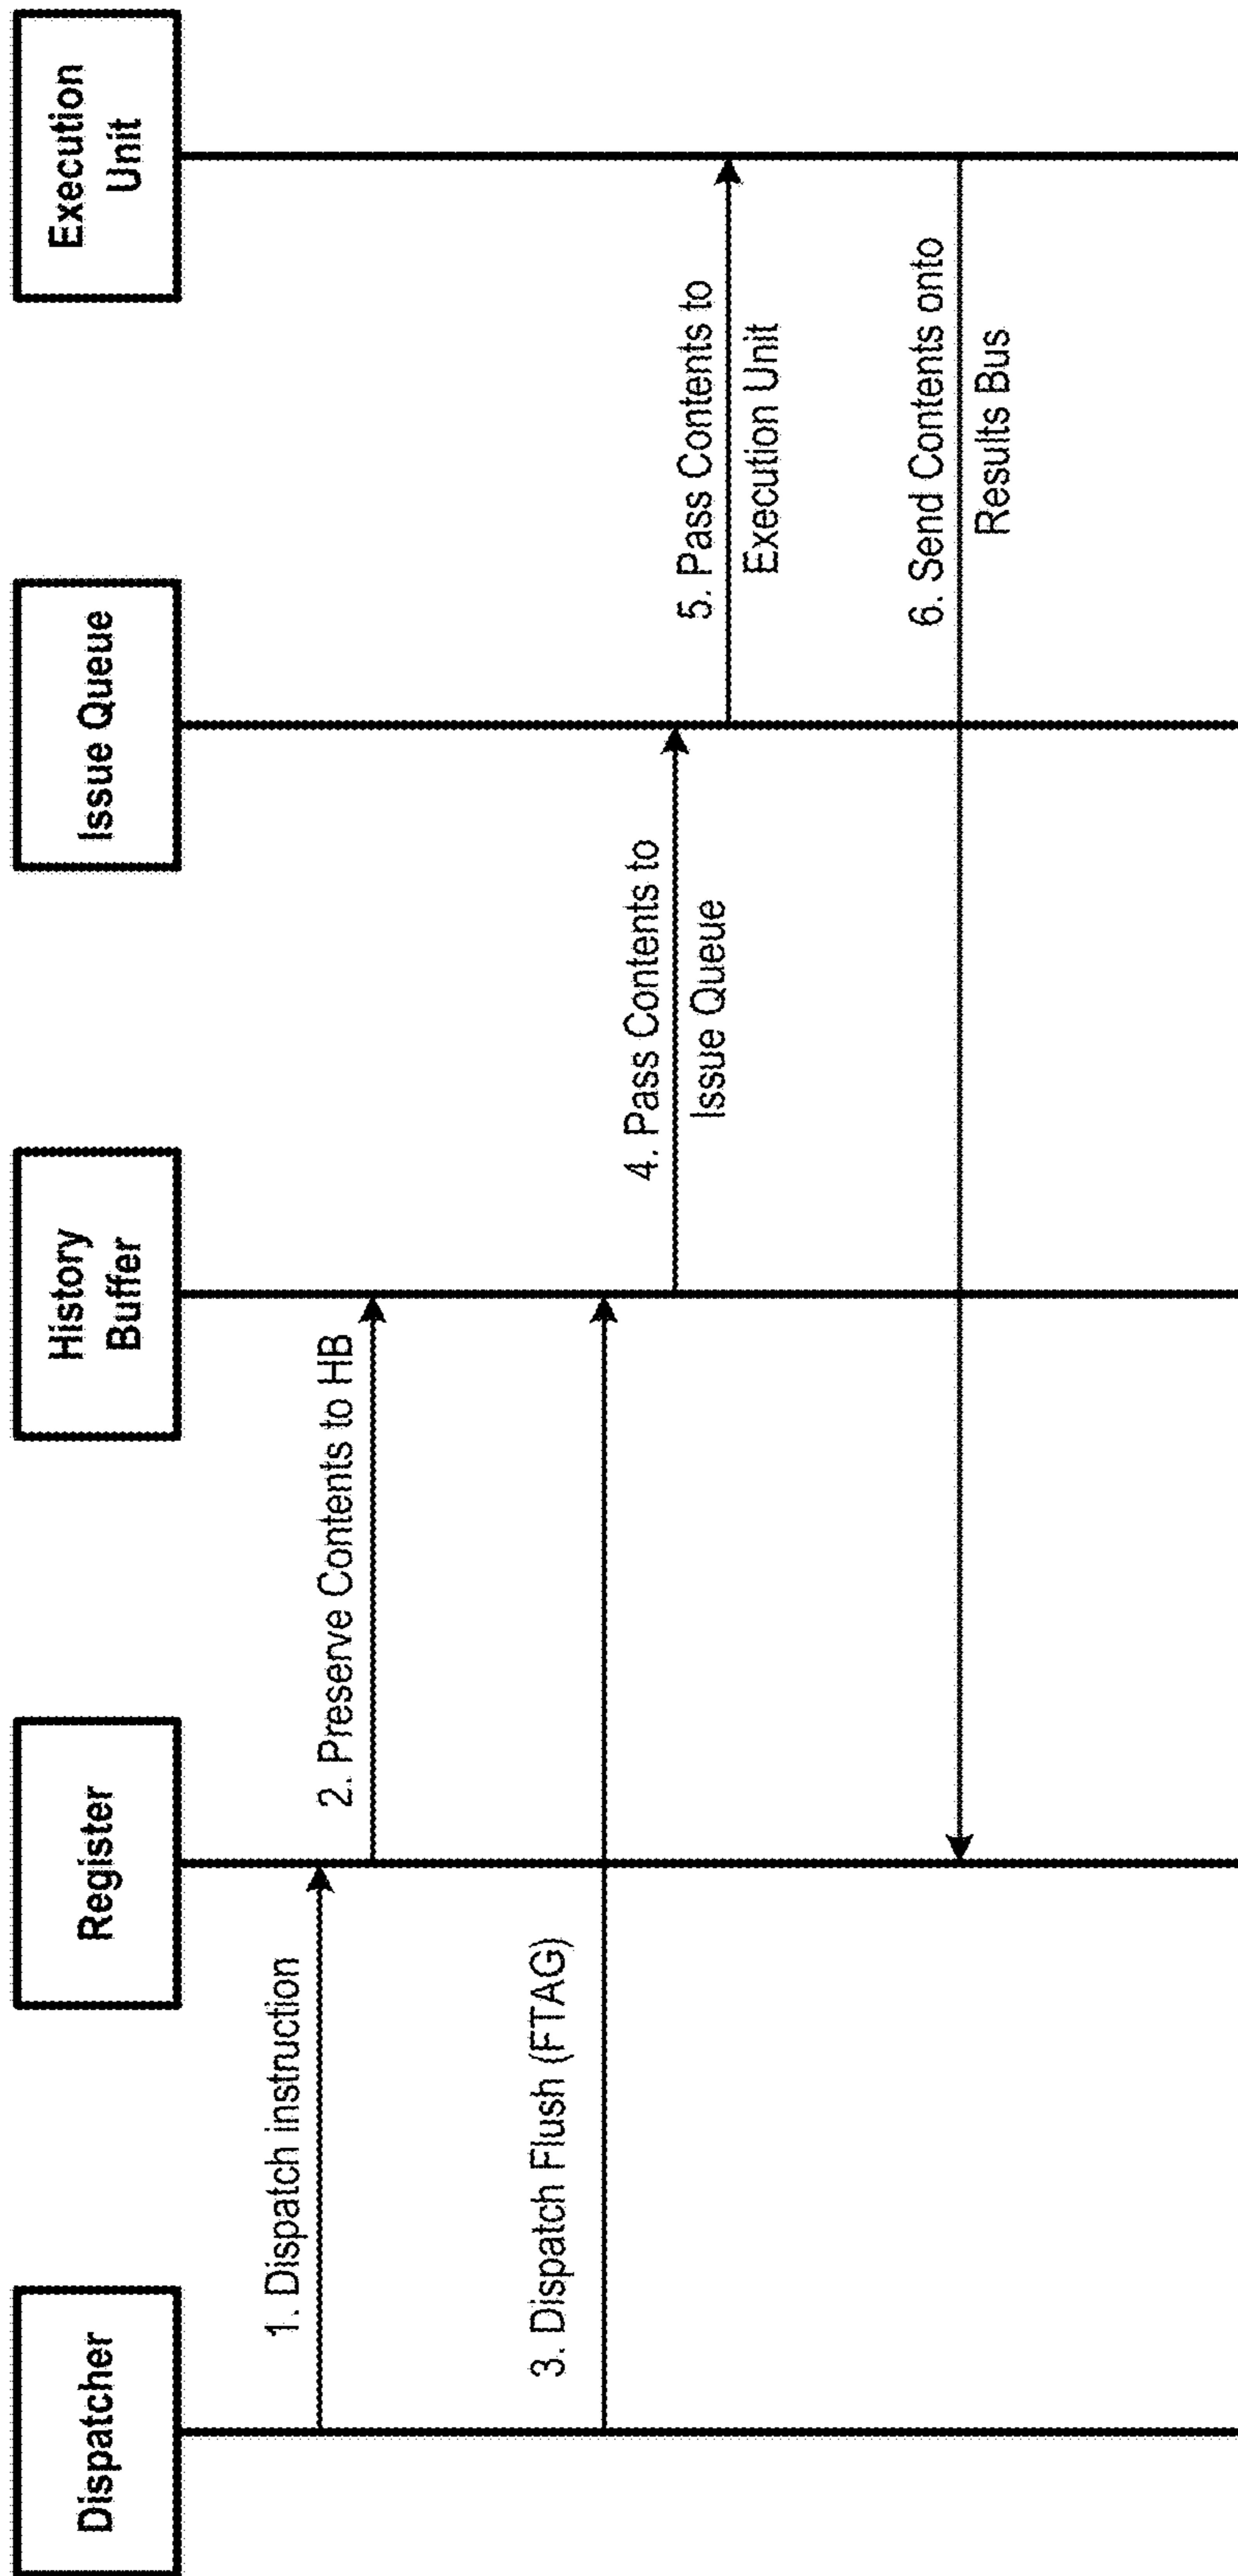 Dispatcher
Register
History
Buffer
Issue Queue
Execution
Unit
1. Dispatch instruction
2. Preserve Contents to HB
3. Dispatch Flush (FTAG)
4. Pass Contents to
Issue Queue
5. Pass Contents to
Execution Unit
6. Send Contents onto
Results Bus